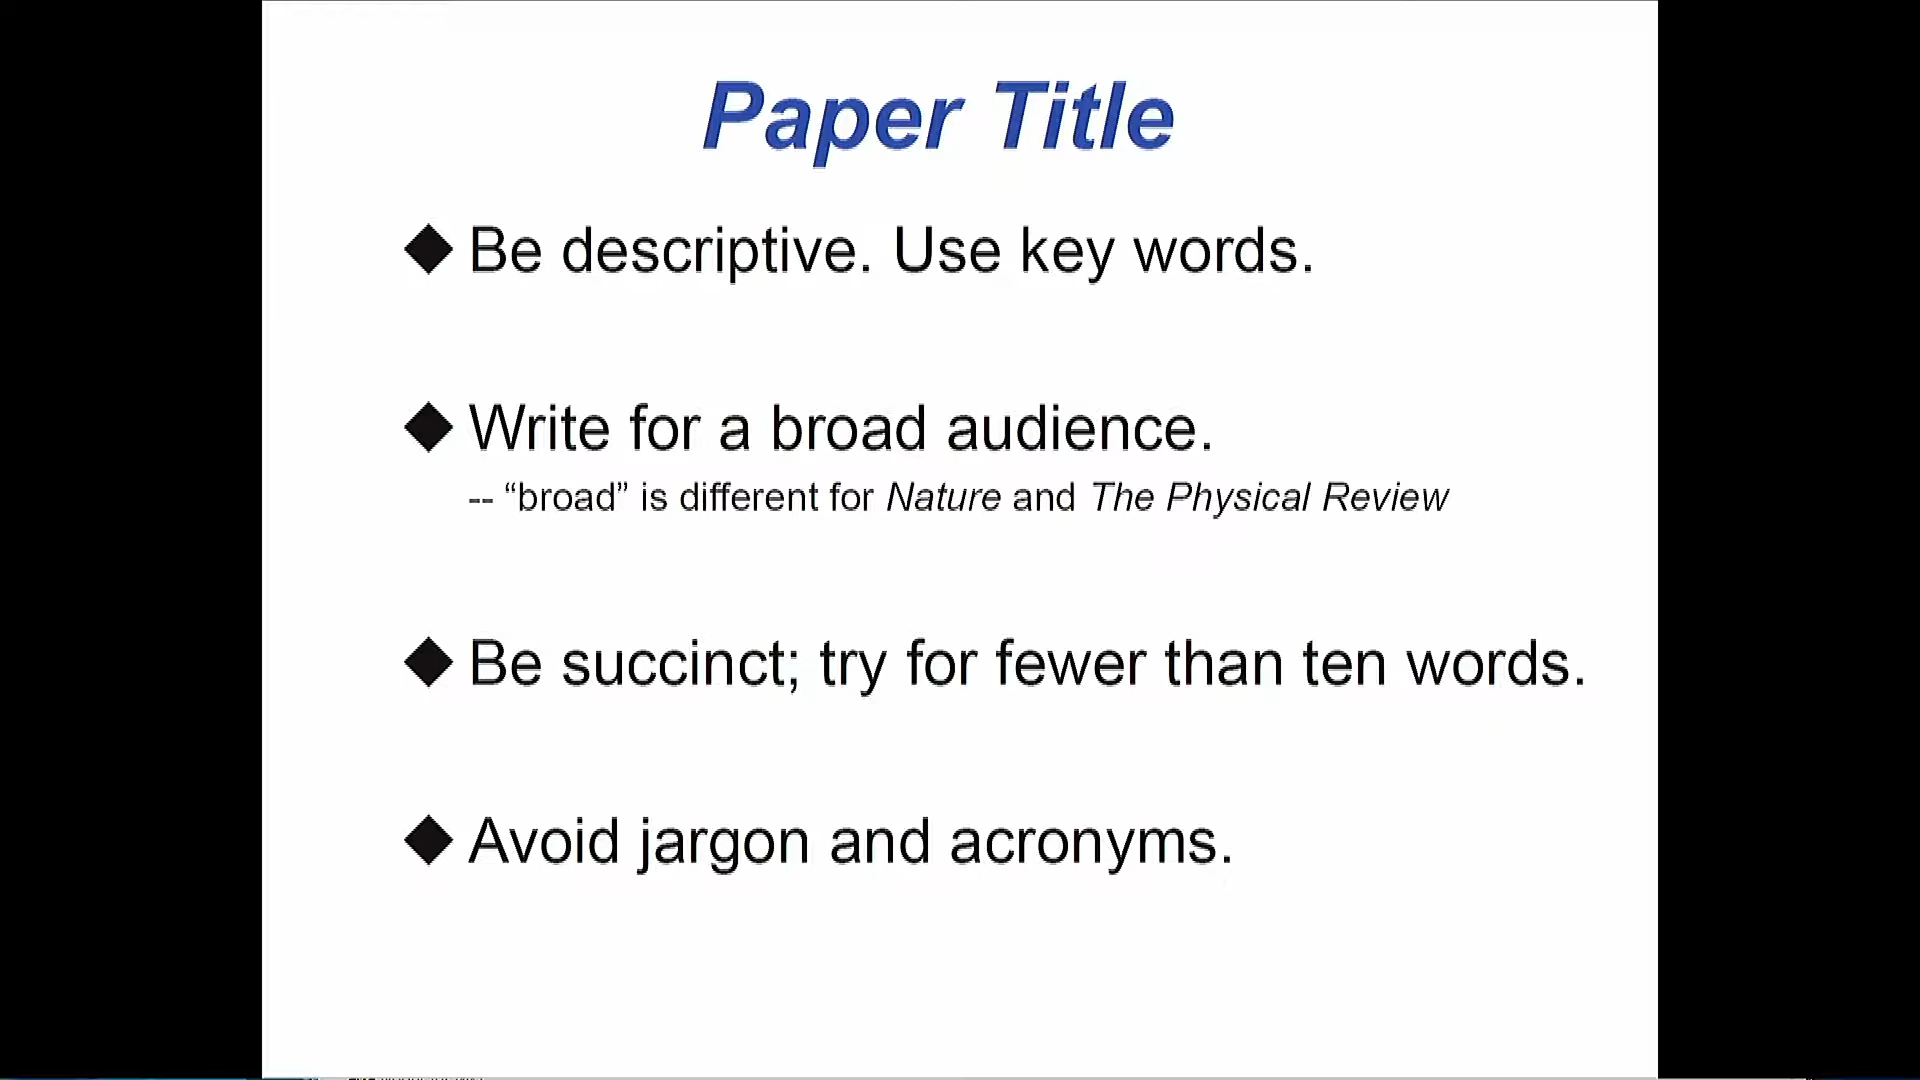 Paper Title
Be descriptive. Use key words.
Write for a broad audience.
-- “broad” is different for Nature and The Physical Review
Be succinct; try for fewer than ten words.
Avoid jargon and acronyms.